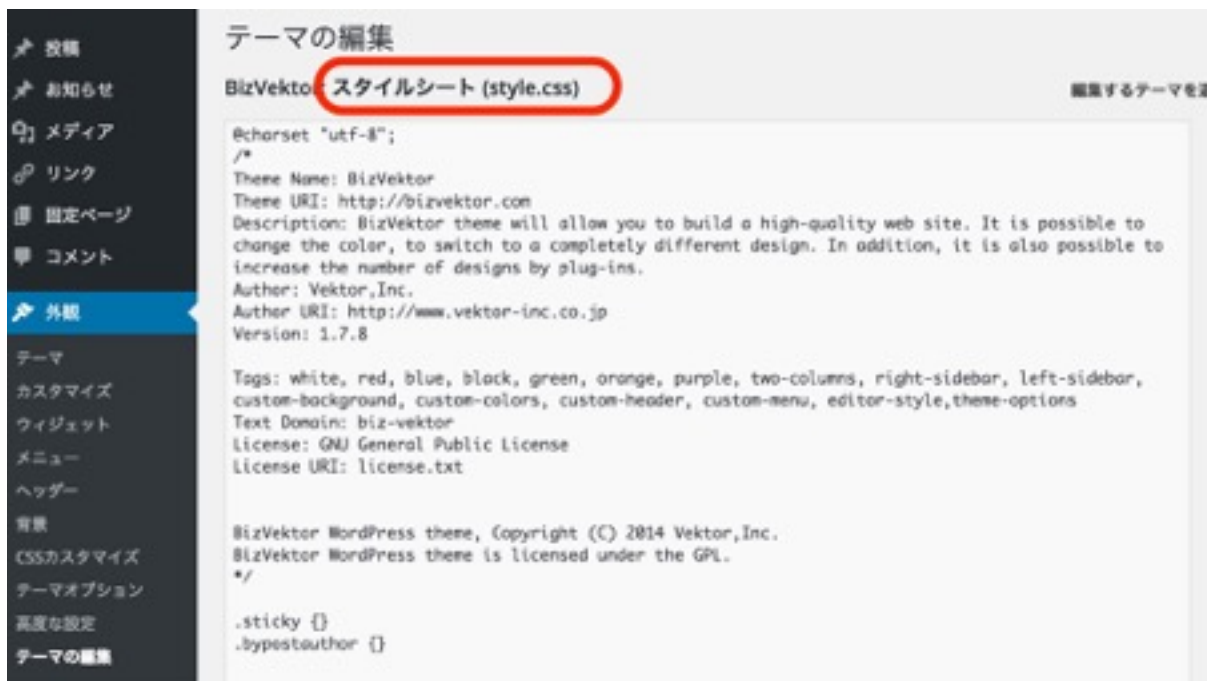 投稿
お知らせ
メディア
リンク
固定ページ
コメント
外観
テーマ
カスタマイズ
ウィジェット
メニュー
ヘッダー
背景
CSSカスタマイズ
テーマオプション
高度な設定
テーマの編集
テーマの編集
BizVektor: スタイルシート (style.css)
編集するテーマを選
@charset "utf-8";
/*
Theme Name: BizVektor
Theme URI: http://bizvektor.com
Description: BizVektor theme will allow you to build a high-quality web site. It is possible to
change the color, to switch to a completely different design. In addition, it is also possible to
increase the number of designs by plug-ins.
Author: Vektor,Inc.
Author URI: http://www.vektor-inc.co.jp
Version: 1.7.8
Tags: white, red, blue, black, green, orange, purple, two-columns, right-sidebar, left-sidebar,
custom-background, custom-colors, custom-header, custom-menu, editor-style,theme-options
Text Domain: biz-vektor
License: GNU General Public License
License URI: license.txt
BizVektor WordPress theme, Copyright (C) 2014 Vektor,Inc.
BizVektor WordPress theme is licensed under the GPL.
*/
.sticky {}
.bypostauthor {}